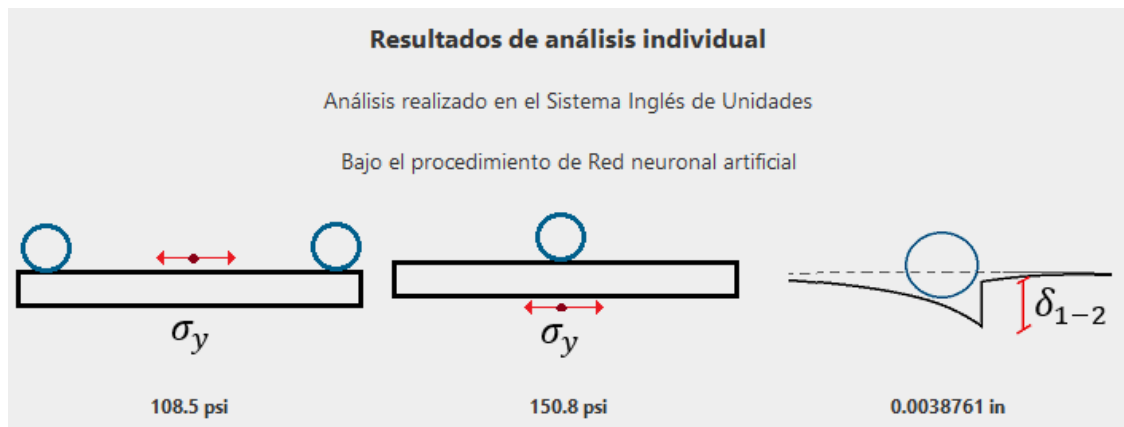 Resultados de análisis individual
Análisis realizado en el Sistema Inglés de Unidades
Bajo el procedimiento de Red neuronal artificial
σy
σy
δ1−2
108.5 psi
150.8 psi
0.0038761 in